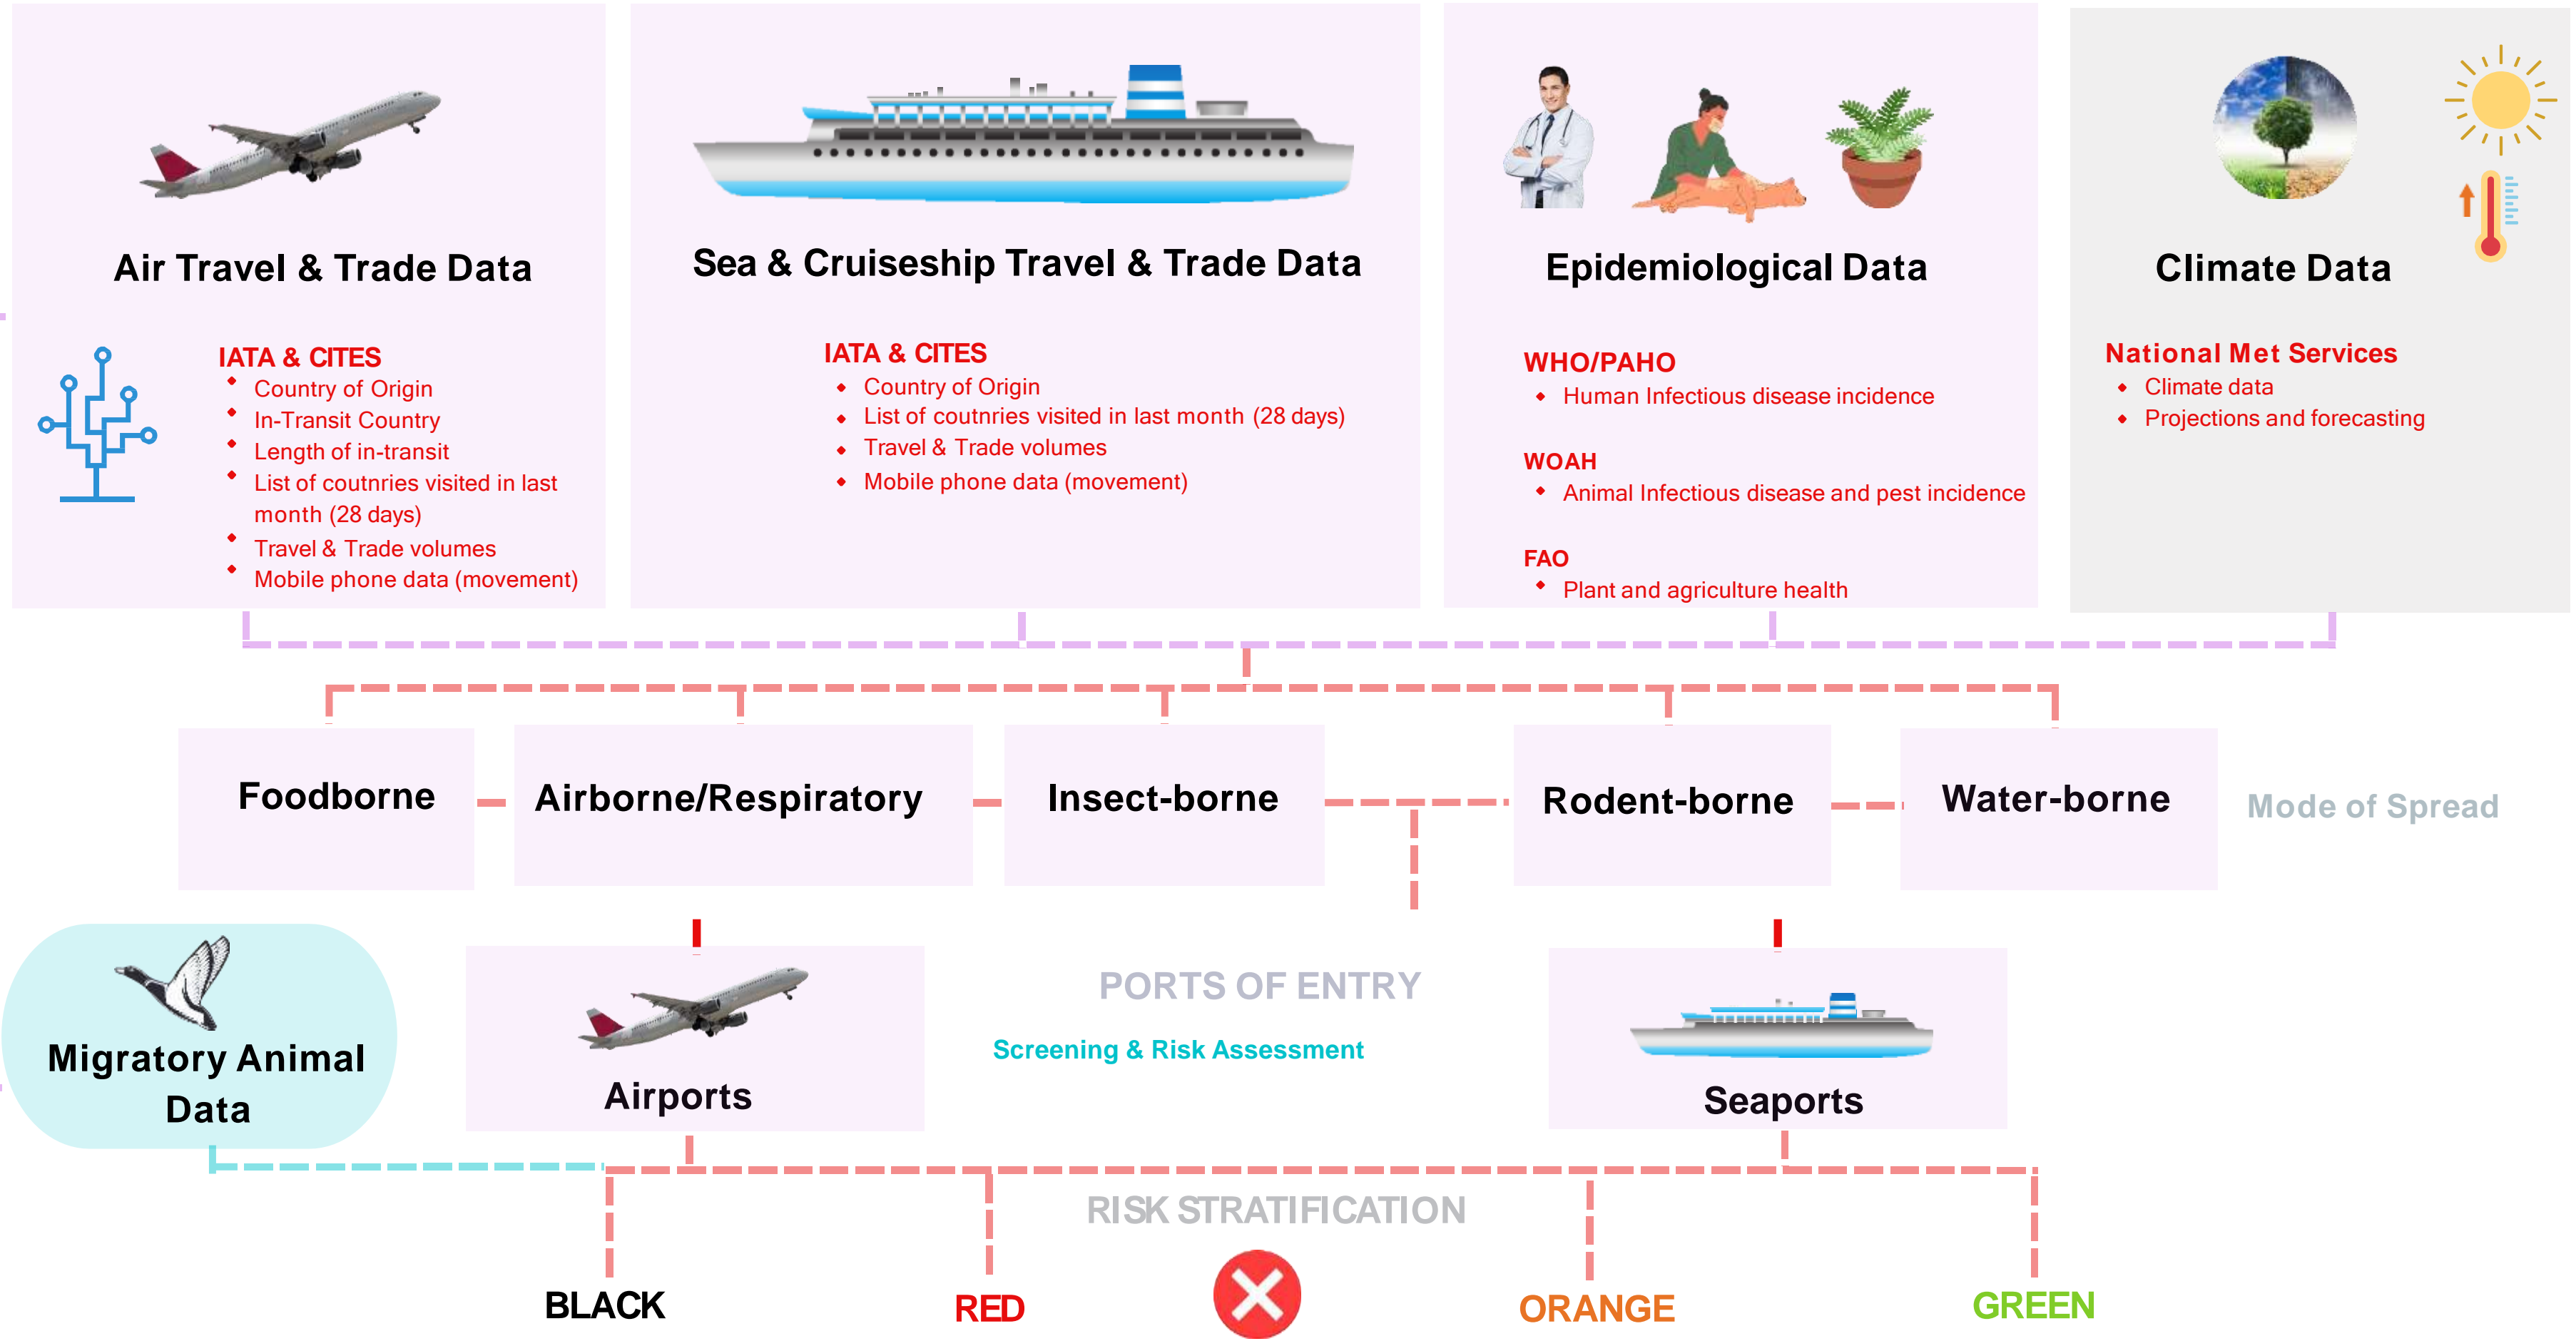 Air Travel & Trade Data
IATA & CITES
Country of Origin
In-Transit Country
Length of in-transit
List of coutnries visited in last
month (28 days)
Travel & Trade volumes
Mobile phone data (movement)
Sea & Cruiseship Travel & Trade Data
IATA & CITES
Country of Origin
List of coutnries visited in last month (28 days)
Travel & Trade volumes
Mobile phone data (movement)
Epidemiological Data
WHO/PAHO
Human Infectious disease incidence
WOAH
Animal Infectious disease and pest incidence
FAO
Plant and agriculture health
Climate Data
National Met Services
Climate data
Projections and forecasting
Foodborne
Airborne/Respiratory
Insect-borne
Rodent-borne
Water-borne
Mode of Spread
Migratory Animal
Data
Airports
PORTS OF ENTRY
Screening & Risk Assessment
Seaports
RISK STRATIFICATION
BLACK
RED
ORANGE
GREEN